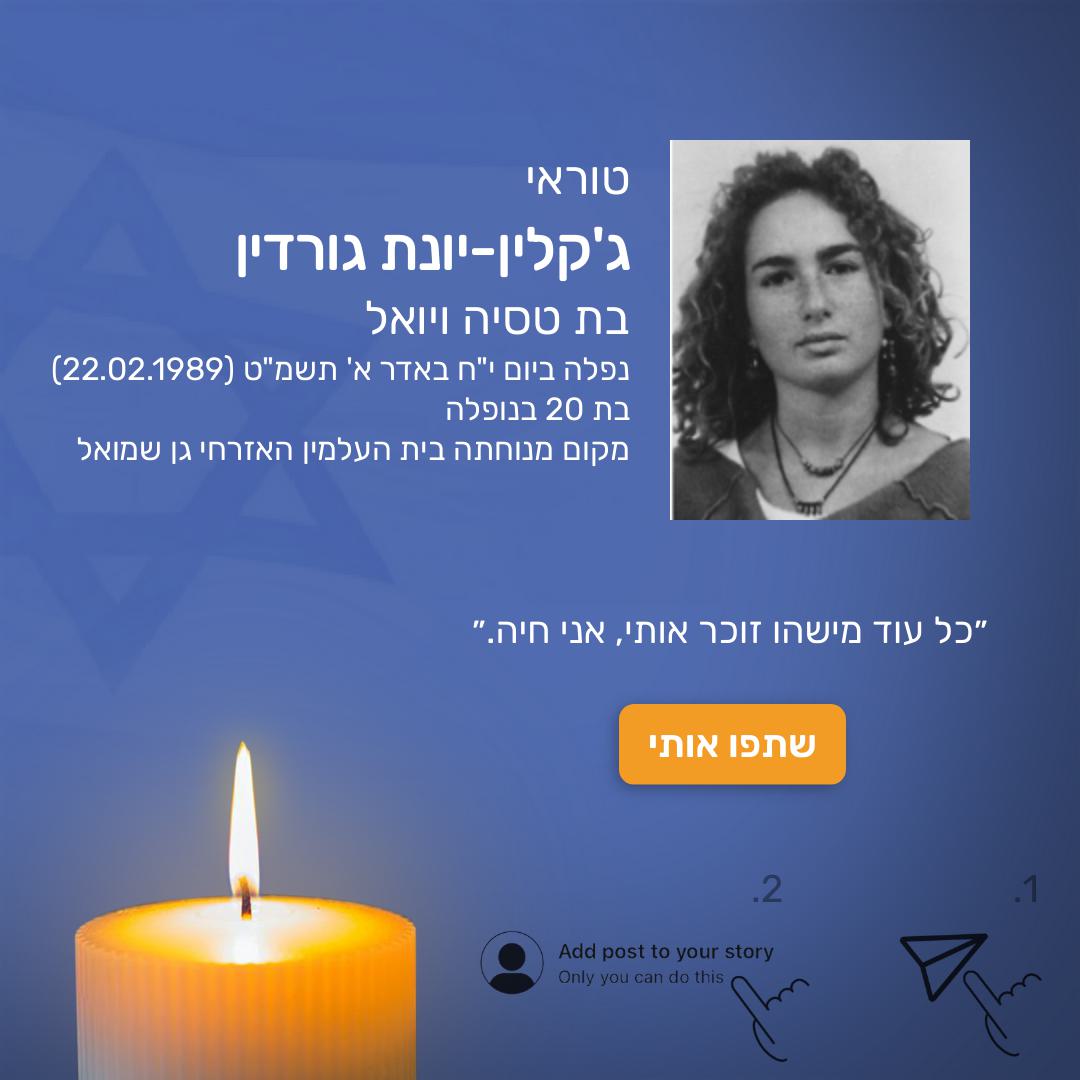 טוראי
ג'קלין-יונת גורדין
בת טסיה ויואל
נפלה ביום י"ח באדר א' תשמ"ט (22.02.1989)
בת 20 בנופלה
מקום מנוחתה בית העלמין האזרחי גן שמואל
״כל עוד מישהו זוכר אותי, אני חיה.״
שתפו אותי
1.
2.
Add post to your story
Only you can do this